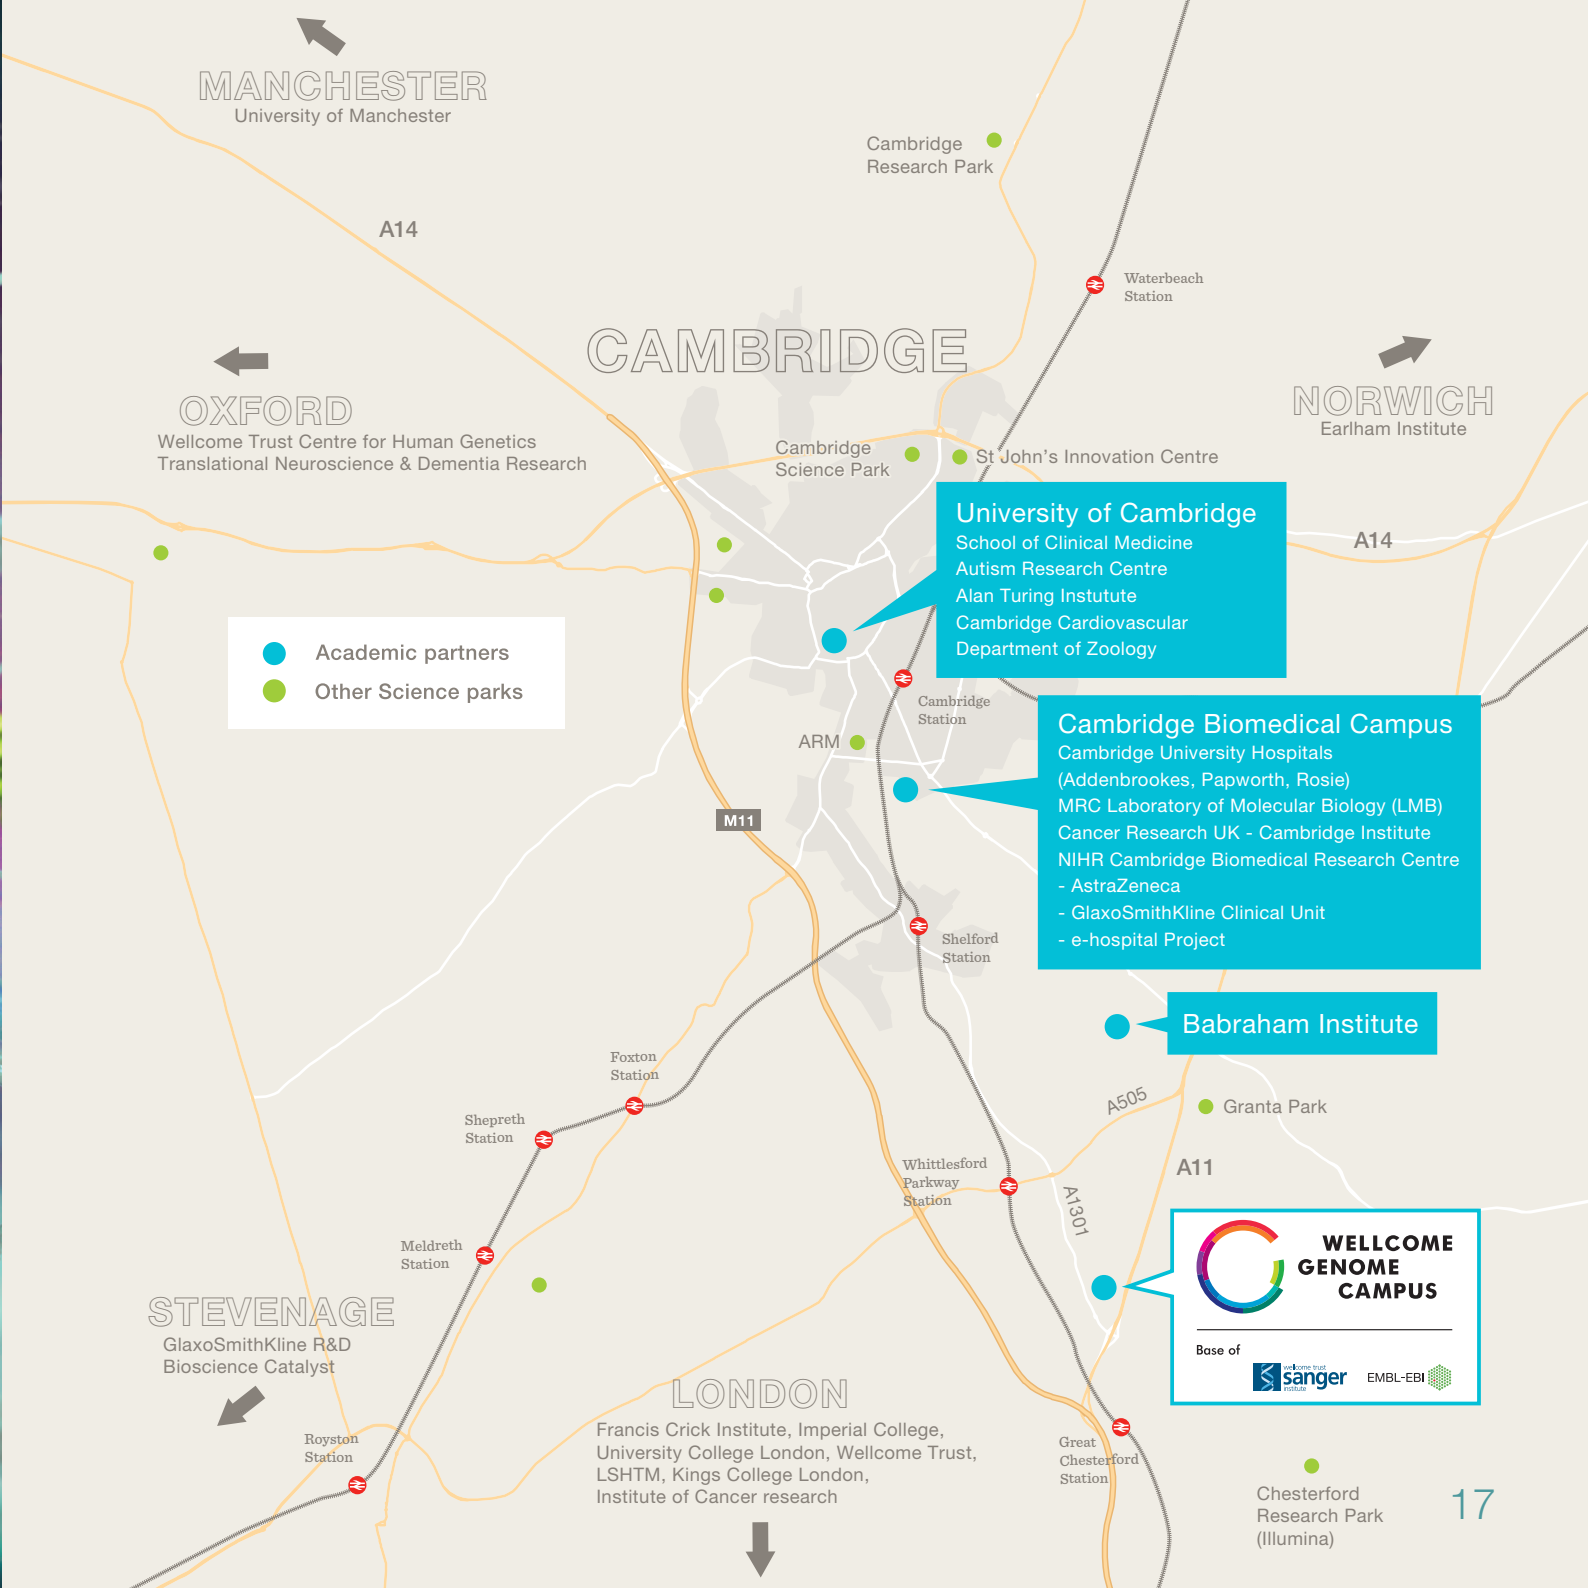 MANCHESTER
University of Manchester
Cambridge
Research Park
A14
Waterbeach
Station
CAMBRIDGE
OXFORD
Wellcome Trust Centre for Human Genetics
Translational Neuroscience & Dementia Research
NORWICH
Earlham Institute
Cambridge
Science Park
St John's Innovation Centre
University of Cambridge
School of Clinical Medicine
Autism Research Centre
Alan Turing Instutute
Cambridge Cardiovascular
Department of Zoology
A14
Academic partners
Other Science parks
Cambridge
Station
ARM
Cambridge Biomedical Campus
Cambridge University Hospitals
(Addenbrookes, Papworth, Rosie)
MRC Laboratory of Molecular Biology (LMB)
Cancer Research UK - Cambridge Institute
NIHR Cambridge Biomedical Research Centre
- AstraZeneca
- GlaxoSmithKline Clinical Unit
- e-hospital Project
M11
Shelford
Station
Babraham Institute
Foxton
Station
Shepreth
Station
A505
Granta Park
Whittlesford
Parkway
Station
A11
A1301
Meldreth
Station
WELLCOME
GENOME
CAMPUS
Base of
wellcome trust
sanger
institute
EMBL-EBI
STEVENAGE
GlaxoSmithKline R&D
Bioscience Catalyst
LONDON
Francis Crick Institute, Imperial College,
University College London, Wellcome Trust,
LSHTM, Kings College London,
Institute of Cancer research
Royston
Station
Great
Chesterford
Station
Chesterford
Research Park
(Illumina)
17